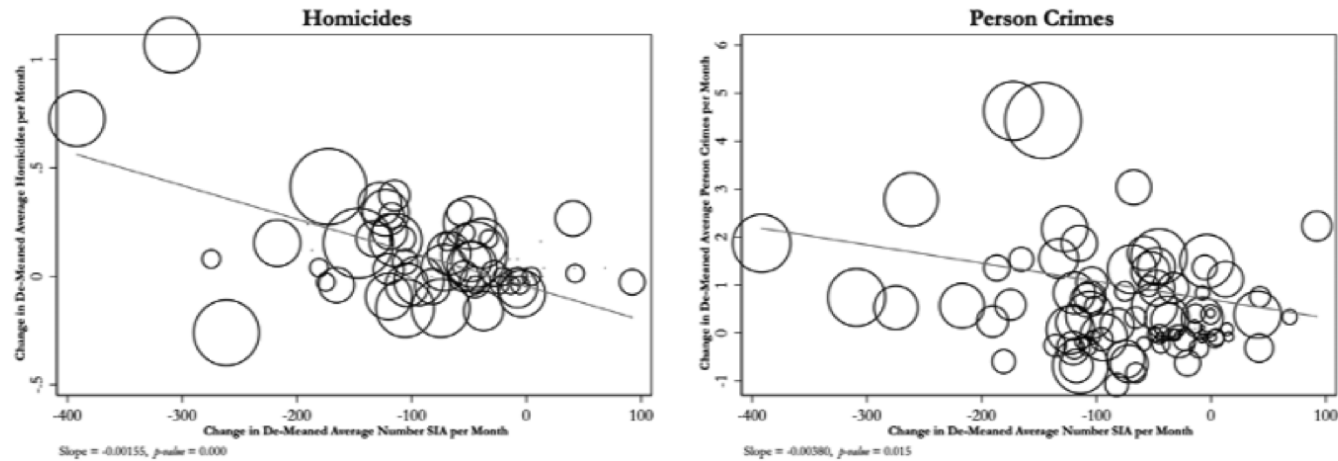 Homicides
Change in De-Meaned Average Homicides per Month
1
.5
0
-.5
-400 -300 -200 -100 0 100
Change in De-Meaned Average Number SIA per Month
Slope = -0.00155, p-value = 0.000
Person Crimes
Change in De-Meaned Average Person Crimes per Month
6
5
4
3
2
1
0
-1
-400 -300 -200 -100 0 100
Change in De-Meaned Average Number SIA per Month
Slope = -0.00380, p-value = 0.015